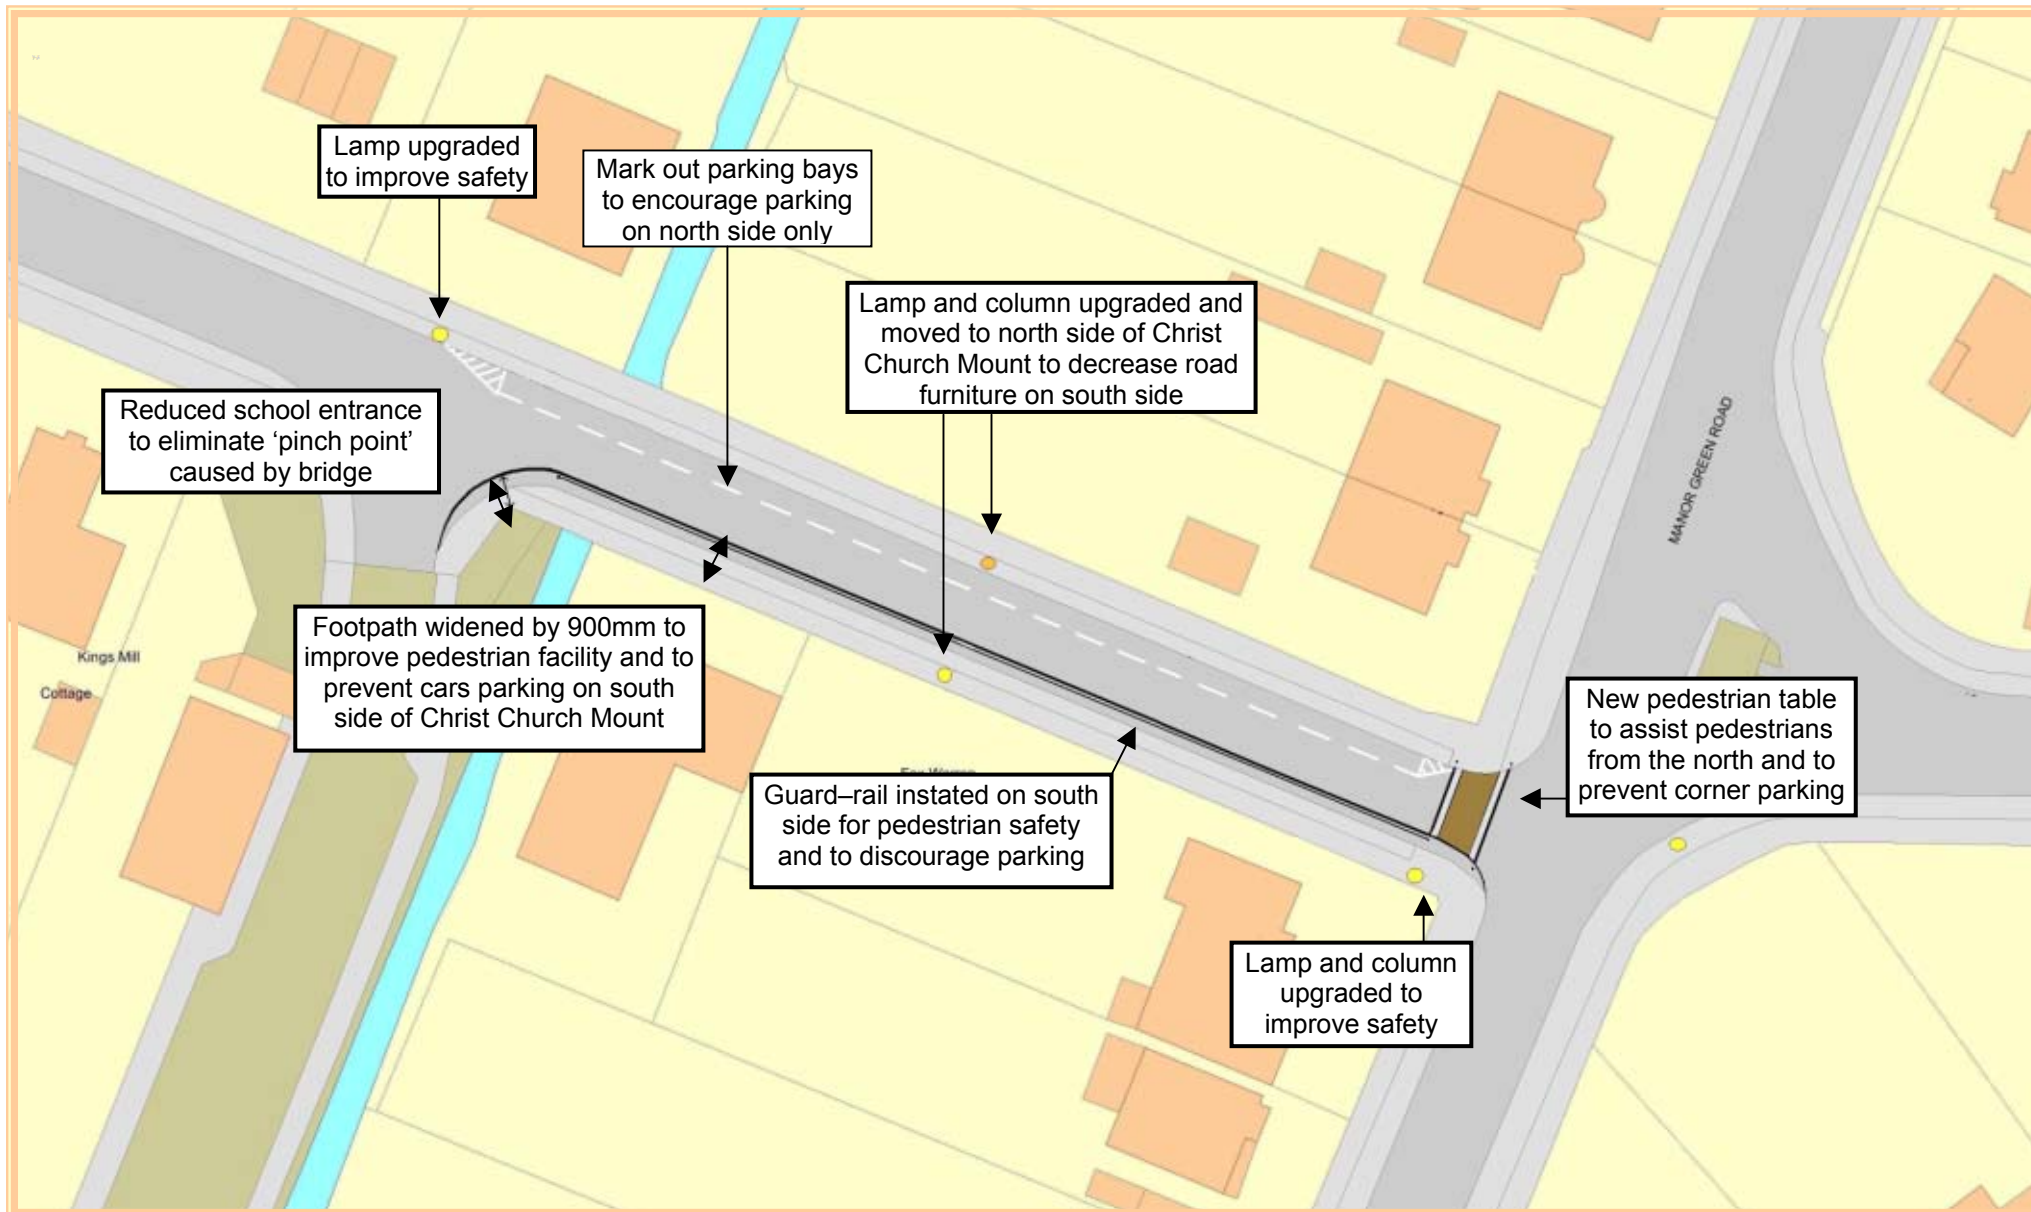 Lamp upgraded
to improve safety
Mark out parking bays
to encourage parking
on north side only
Lamp and column upgraded and
moved to north side of Christ
Church Mount to decrease road
furniture on south side
Reduced school entrance
to eliminate ‘pinch point’
caused by bridge
MANOR GREEN ROAD
Footpath widened by 900mm to
improve pedestrian facility and to
prevent cars parking on south
side of Christ Church Mount
Kings Mill
Cottage
New pedestrian table
to assist pedestrians
from the north and to
prevent corner parking
Guard–rail instated on south
side for pedestrian safety
and to discourage parking
Lamp and column
upgraded to
improve safety